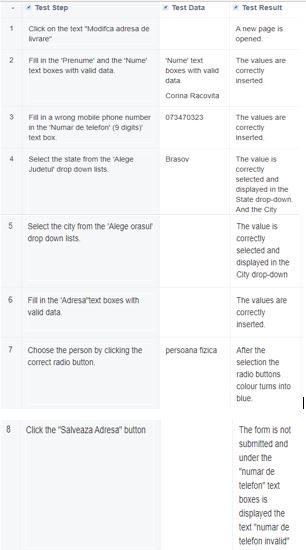 Test Step Test Data Test Result
1 Click on the text "Modifca adresa de A new page is
livrare" opened.
2 Fill in the 'Prenume' and the 'Nume' 'Nume' text The values are
text boxes with valid data. boxes with valid correctly
data. inserted.
Corina Racovita
3 Fill in a wrong mobile phone number 073470323 The values are
in the 'Numar de telefon' (9 digits)' correctly
text box. inserted.
4 Select the state from the 'Alege Brasov The value is
Judetul' drop down lists. correctly
selected and
displayed in the
State drop-down.
And the City
5 Select the city from the 'Alege orasul' The value is
drop down lists. correctly
selected and
displayed in the
City drop-down
6 Fill in the 'Adresa"text boxes with The values are
valid data. correctly
inserted.
7 Choose the person by clicking the persoana fizica After the
correct radio button. selection the
radio buttons
colour turns into
blue.
8 Click the "Salveaza Adresa" button The form is not
submitted and
under the
"numar de
telefon" text
boxes is
displayed the
text "numar de
telefon invalid"